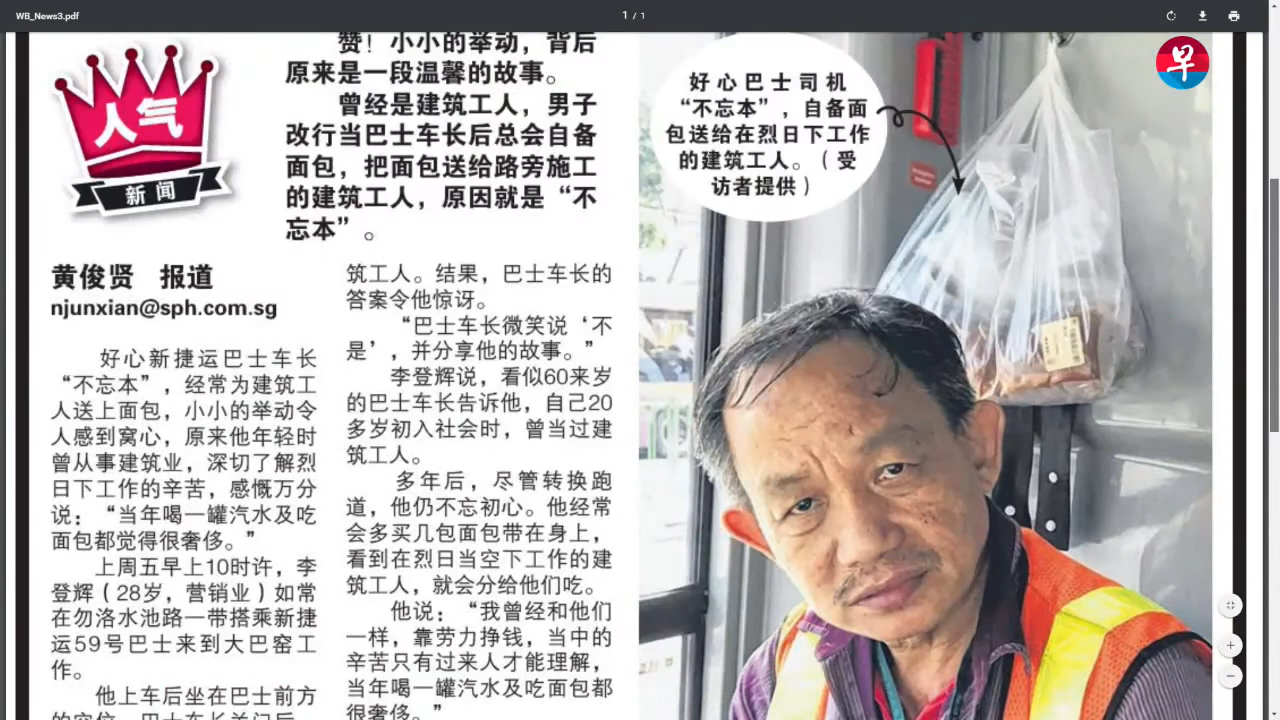 WB_News3.pdf
1 / 1
人气
新闻
赞！小小的举动，背后
原来是一段温馨的故事。
曾经是建筑工人，男子
改行当巴士车长后总会自备
面包，把面包送给路旁施工
的建筑工人，原因就是“不
忘本”。
黄俊贤 报道
njunxian@sph.com.sg
好心新捷运巴士车长
“不忘本”，经常为建筑工
人送上面包，小小的举动令
人感到窝心，原来他年轻时
曾从事建筑业，深切了解烈
日下工作的辛苦，感慨万分
说：“当年喝一罐汽水及吃
面包都觉得很奢侈。”
上周五早上10时许，李
登辉（28岁，营销业）如常
在勿洛水池路一带搭乘新捷
运59号巴士来到大巴窑工
作。
他上车后坐在巴士前方
的空位，巴士车长关门后，
筑工人。结果，巴士车长的
答案令他惊讶。
“巴士车长微笑说‘不
是’，并分享他的故事。”
李登辉说，看似60来岁
的巴士车长告诉他，自己20
多岁初入社会时，曾当过建
筑工人。
多年后，尽管转换跑
道，他仍不忘初心。他经常
会多买几包面包带在身上，
看到在烈日当空下工作的建
筑工人，就会分给他们吃。
他说：“我曾经和他们
一样，靠劳力挣钱，当中的
辛苦只有过来人才能理解，
当年喝一罐汽水及吃面包都
很奢侈。”
好心巴士司机
“不忘本”，自备面
包送给在烈日下工作
的建筑工人。（受
访者提供）
早